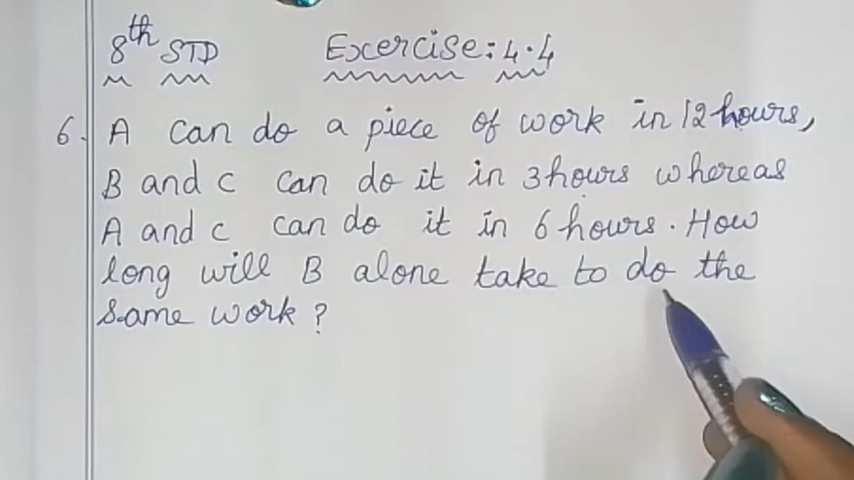 8th STD Excercise: 4.4
6. A can do a piece of work in 12 hours,
B and C can do it in 3 hours whereas
A and C can do it in 6 hours. How
long will B alone take to do the
same work?